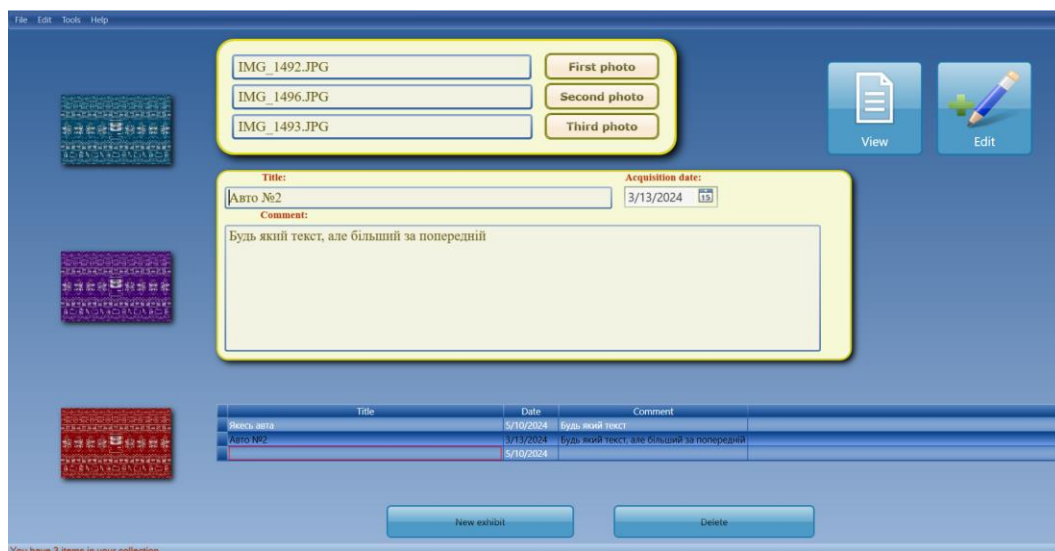 File Edit Tools Help
IMG_1492.JPG First photo
IMG_1496.JPG Second photo
IMG_1493.JPG Third photo
View Edit
Title: Acquisition date:
Авто №2 3/13/2024 15
Comment:
Будь який текст, але більший за попередній
Title Date Comment
Якесь авта 5/10/2024 Будь який текст
Авто №2 3/13/2024 Будь який текст, але більший за попередній
5/10/2024
New exhibit Delete
You have 3 items in your collection